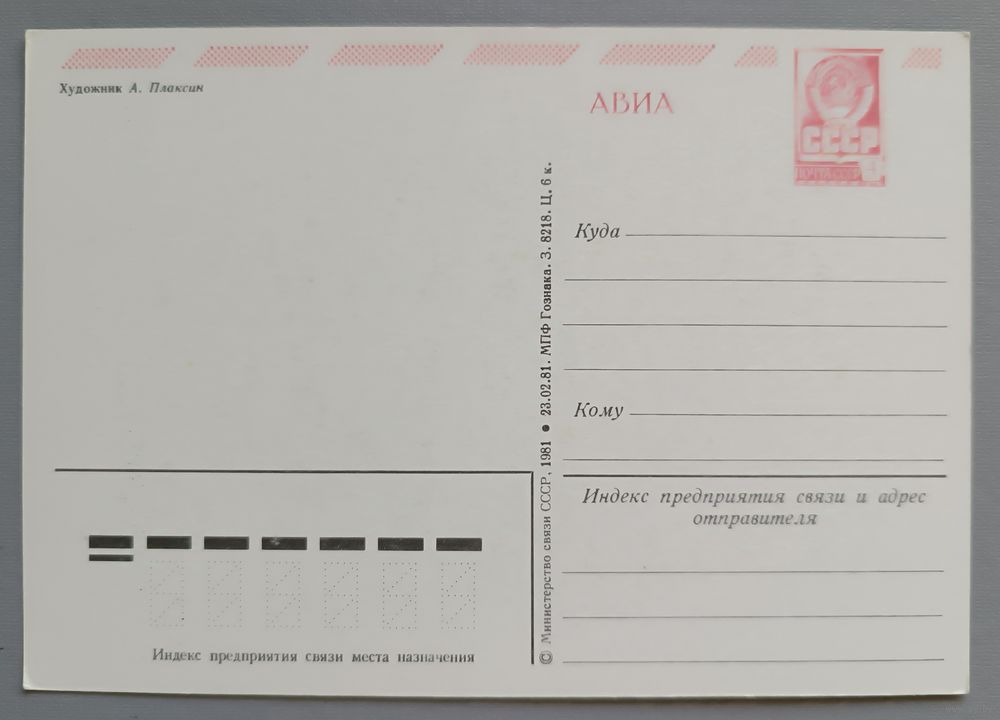 Художник А. Плаксин
АВИА
СССР
ПОЧТА СССР
Куда
Кому
Индекс предприятия связи и адрес
отправителя
© Министерство связи СССР, 1981 ● 23.02.81. МПФ Гознака. З. 8218. Ц. 6 к.
Индекс предприятия связи места назначения